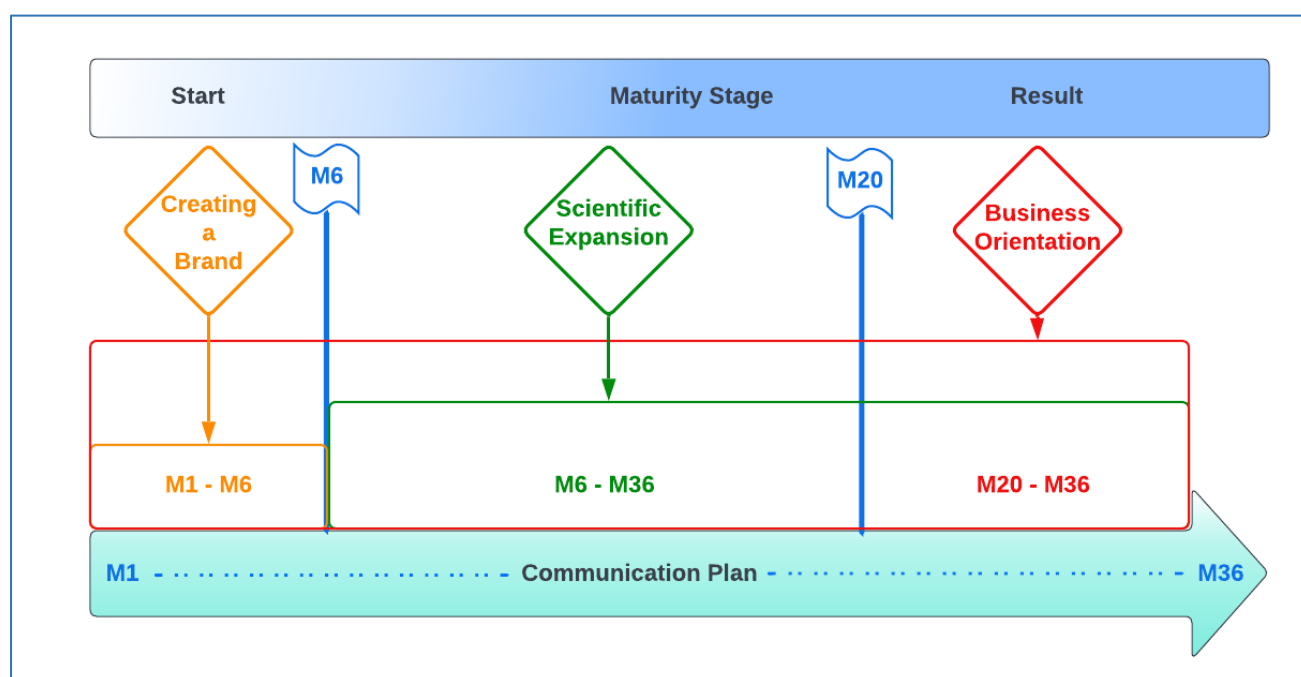 Start
Maturity Stage
Result
M6
M20
Creating
a
Brand
Scientific
Expansion
Business
Orientation
M1 - M6
M6 - M36
M20 - M36
M1
Communication Plan
M36